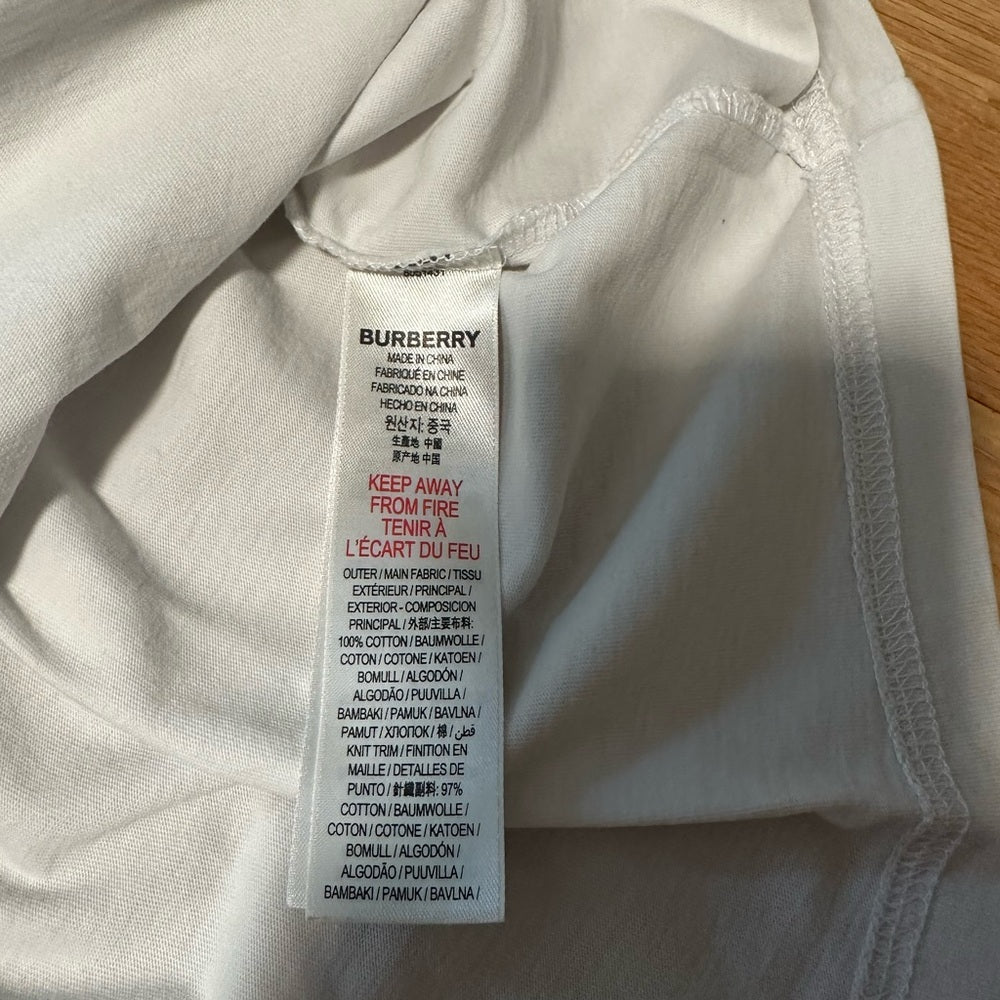 BURBERRY
MADE IN CHINA
FABRIQUÉ EN CHINE
FABRICADO NA CHINA
HECHO EN CHINA
원산지: 중국
生產地 中國
原产地 中国
KEEP AWAY
FROM FIRE
TENIR À
L'ÉCART DU FEU
OUTER / MAIN FABRIC / TISSU
EXTÉRIEUR / PRINCIPAL /
EXTERIOR - COMPOSICION
PRINCIPAL / 外部/主要布料:
100% COTTON / BAUMWOLLE /
COTON / COTONE / KATOEN /
BOMULL / ALGODÓN /
ALGODÃO / PUUVILLA /
BAMBAKI / PAMUK / BAVLNA /
PAMUT / ХЛОПОК / 棉 / قطن
KNIT TRIM / FINITION EN
MAILLE / DETALLES DE
PUNTO / 針織副料: 97%
COTTON / BAUMWOLLE /
COTON / COTONE / KATOEN /
BOMULL / ALGODÓN /
ALGODÃO / PUUVILLA /
BAMBAKI / PAMUK / BAVLNA /